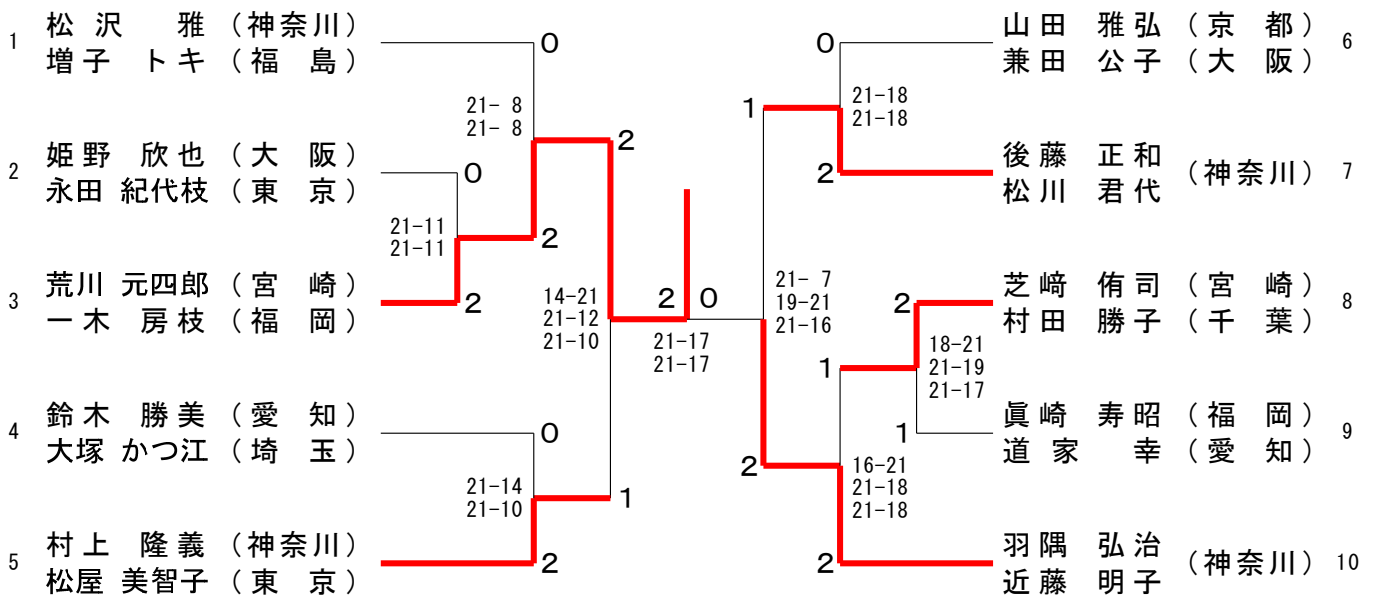 1 松沢 雅 (神奈川)
増子 トキ (福島)
0
21- 8
21- 8
2
2 姫野 欣也 (大阪)
永田 紀代枝 (東京)
0
21-11
21-11
2
3 荒川 元四郎 (宮崎)
一木 房枝 (福岡)
2
14-21
21-12
21-10
4 鈴木 勝美 (愛知)
大塚 かつ江 (埼玉)
0
21-14
21-10
1
5 村上 隆義 (神奈川)
松屋 美智子 (東京)
2
2 0
21-17
21-17
山田 雅弘 (京都) 6
兼田 公子 (大阪)
0
21-18
21-18
1
後藤 正和 (神奈川) 7
松川 君代
2
21- 7
19-21
21-16
芝﨑 侑司 (宮崎) 8
村田 勝子 (千葉)
2
18-21
21-19
21-17
1
眞崎 寿昭 (福岡) 9
道家 幸 (愛知)
1
2
16-21
21-18
21-18
羽隅 弘治 (神奈川) 10
近藤 明子
2